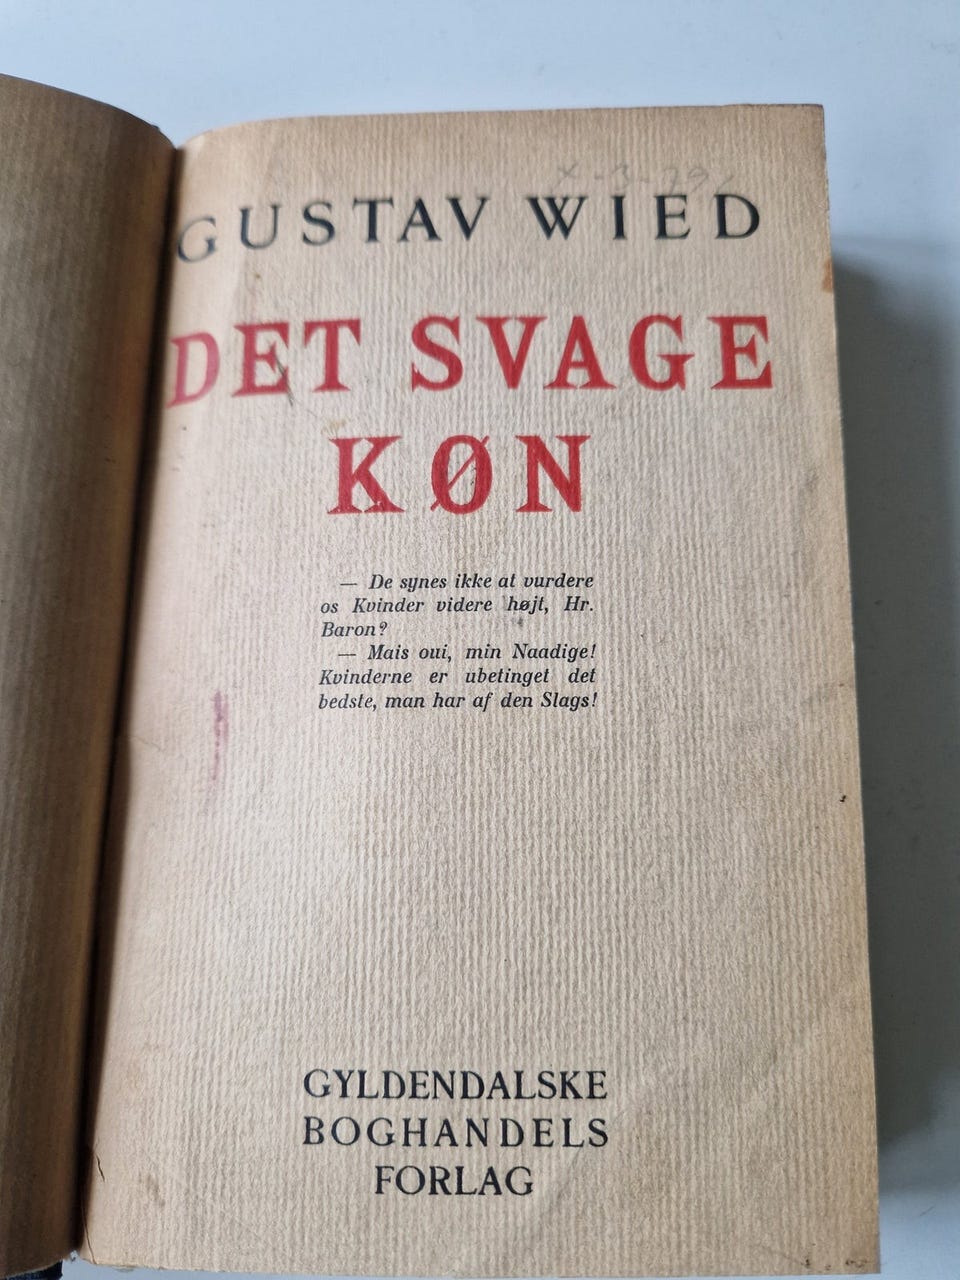 GUSTAV WIED
DET SVAGE
KØN
— De synes ikke at vurdere
os Kvinder videre højt, Hr.
Baron?
— Mais oui, min Naadige!
Kvinderne er ubetinget det
bedste, man har af den Slags!
GYLDENDALSKE
BOGHANDELS
FORLAG